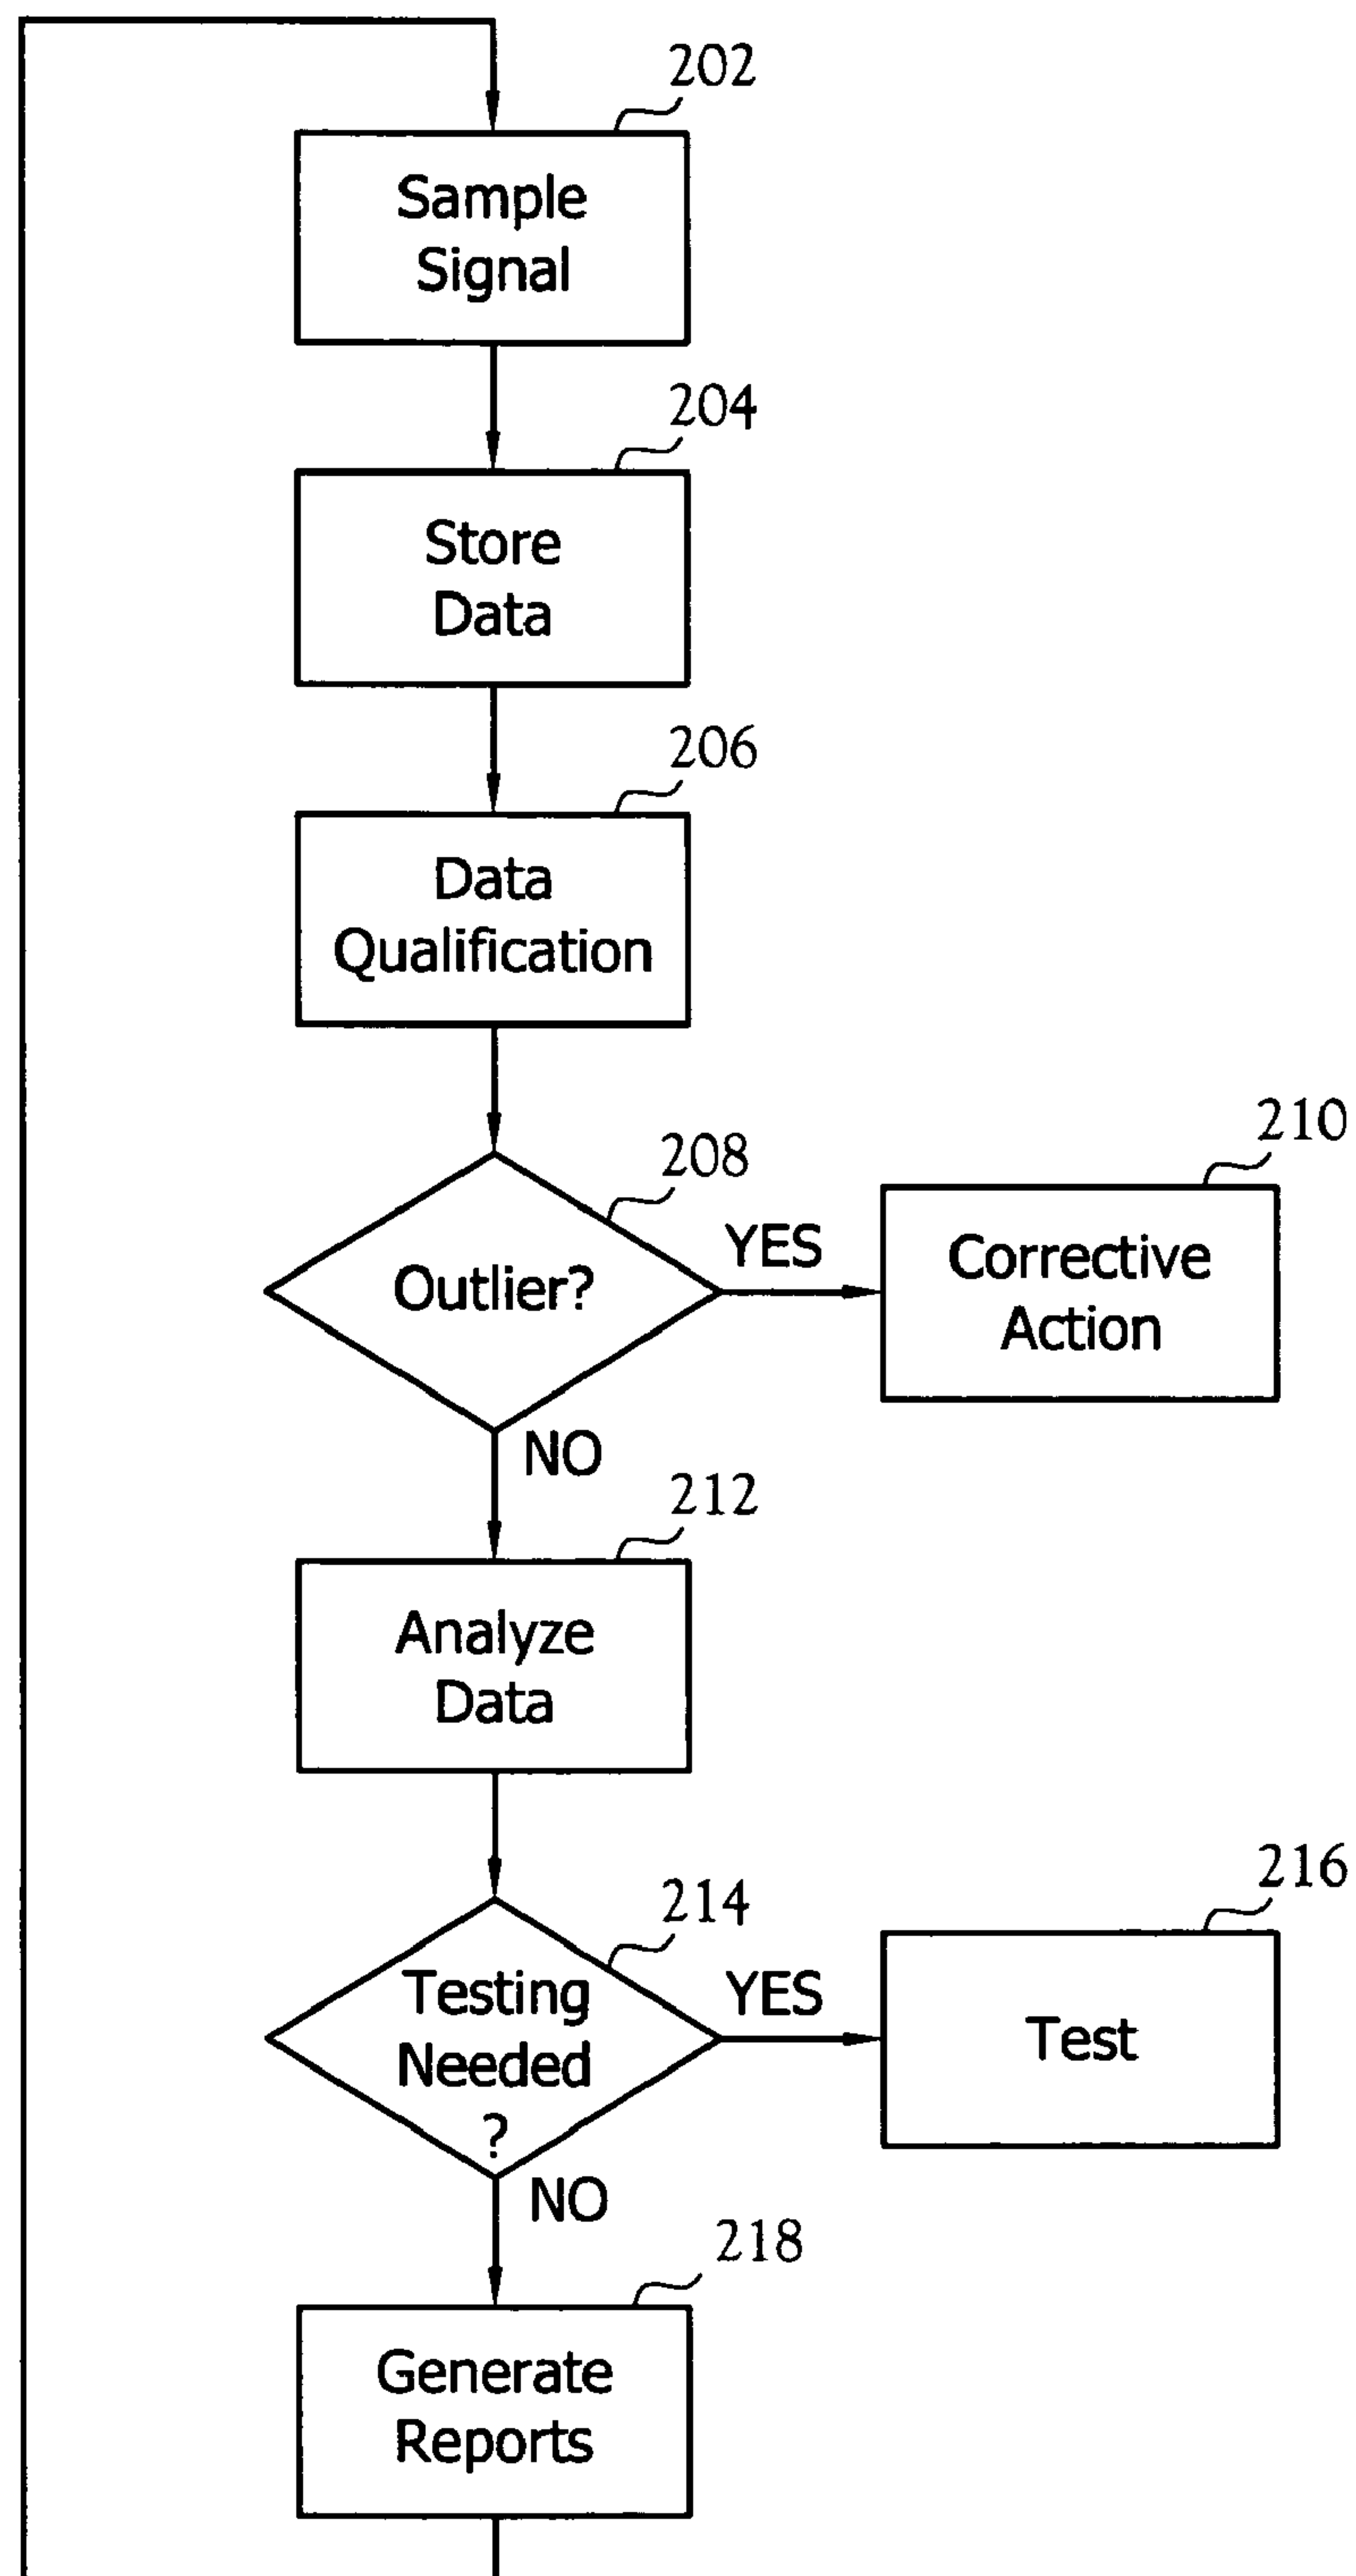 202
Sample
Signal
204
Store
Data
206
Data
Qualification
208
Outlier?
YES
210
Corrective
Action
NO
212
Analyze
Data
214
Testing
Needed
?
YES
216
Test
NO
218
Generate
Reports